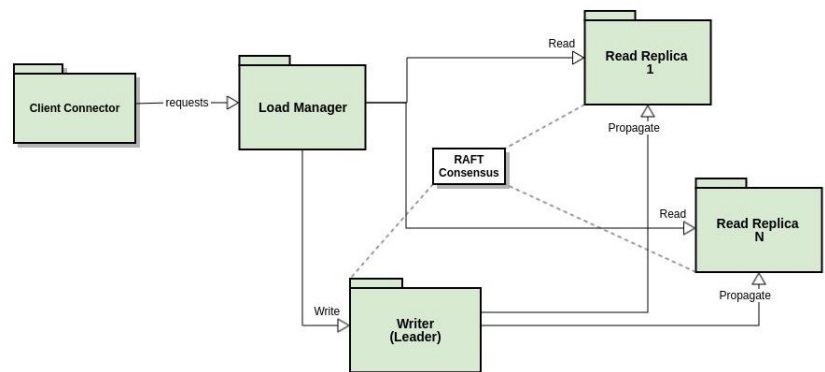 Client Connector
requests
Load Manager
Read
Read Replica
1
Propagate
RAFT
Consensus
Read
Read Replica
N
Propagate
Write
Writer
(Leader)